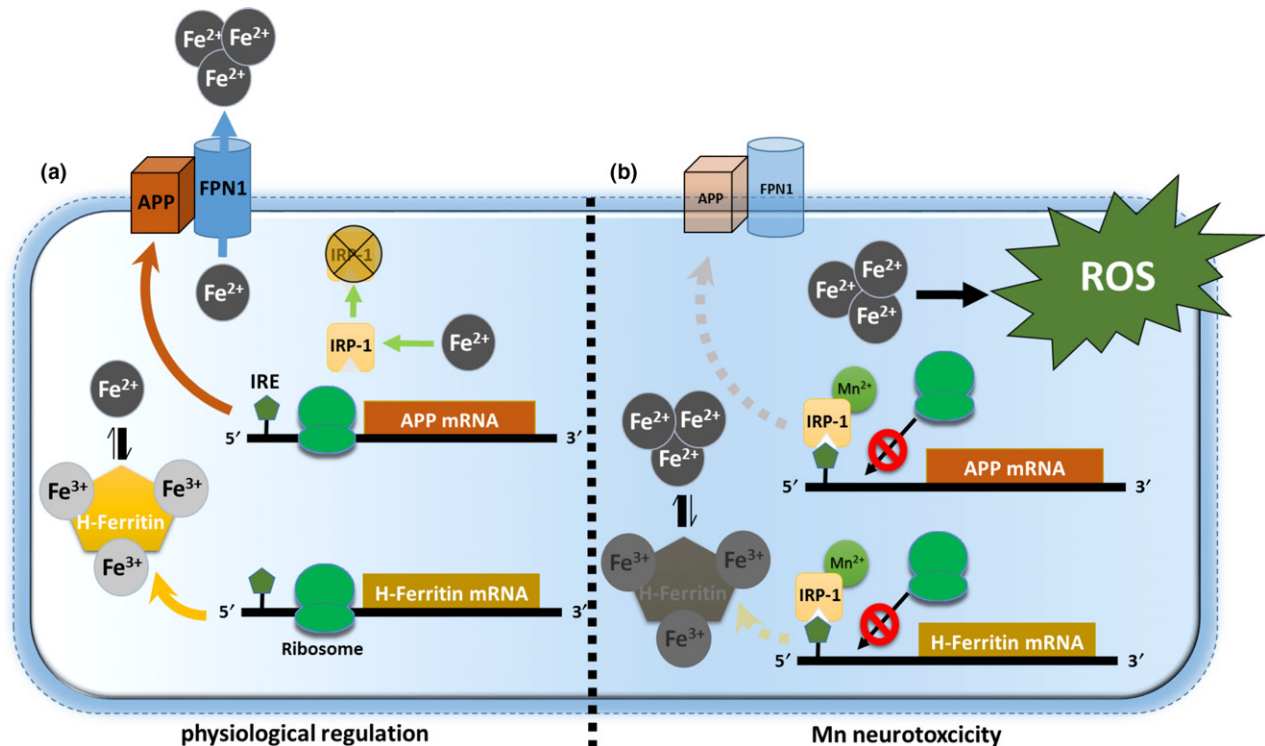 Fe²⁺ Fe²⁺
Fe²⁺
(a)
APP
FPN1
Fe²⁺
IRP-1
IRP-1
Fe²⁺
Fe²⁺
IRE
5′
APP mRNA
3′
Fe³⁺
Fe³⁺
H-Ferritin
Fe³⁺
5′
H-Ferritin mRNA
3′
Ribosome
physiological regulation
(b)
APP
FPN1
Fe²⁺
Fe²⁺
Fe²⁺
ROS
Mn²⁺
IRP-1
Fe²⁺ Fe²⁺
Fe²⁺
5′
APP mRNA
3′
Fe³⁺
Fe³⁺
H-Ferritin
Fe³⁺
Mn²⁺
IRP-1
5′
H-Ferritin mRNA
3′
Mn neurotoxcicity